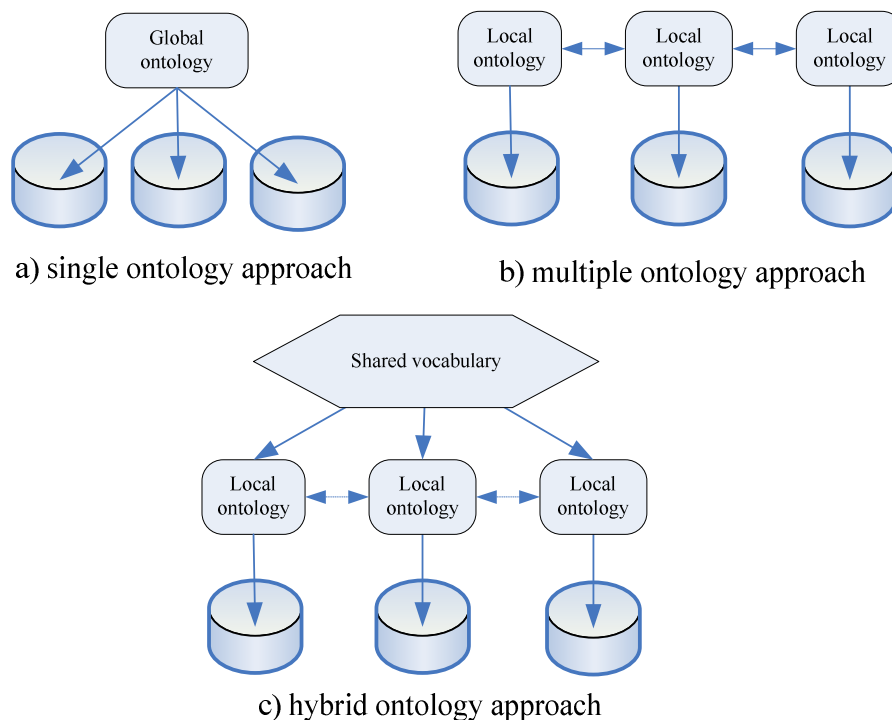 Global
ontology
Local
ontology
Local
ontology
Local
ontology
a) single ontology approach
b) multiple ontology approach
Shared vocabulary
Local
ontology
Local
ontology
Local
ontology
c) hybrid ontology approach